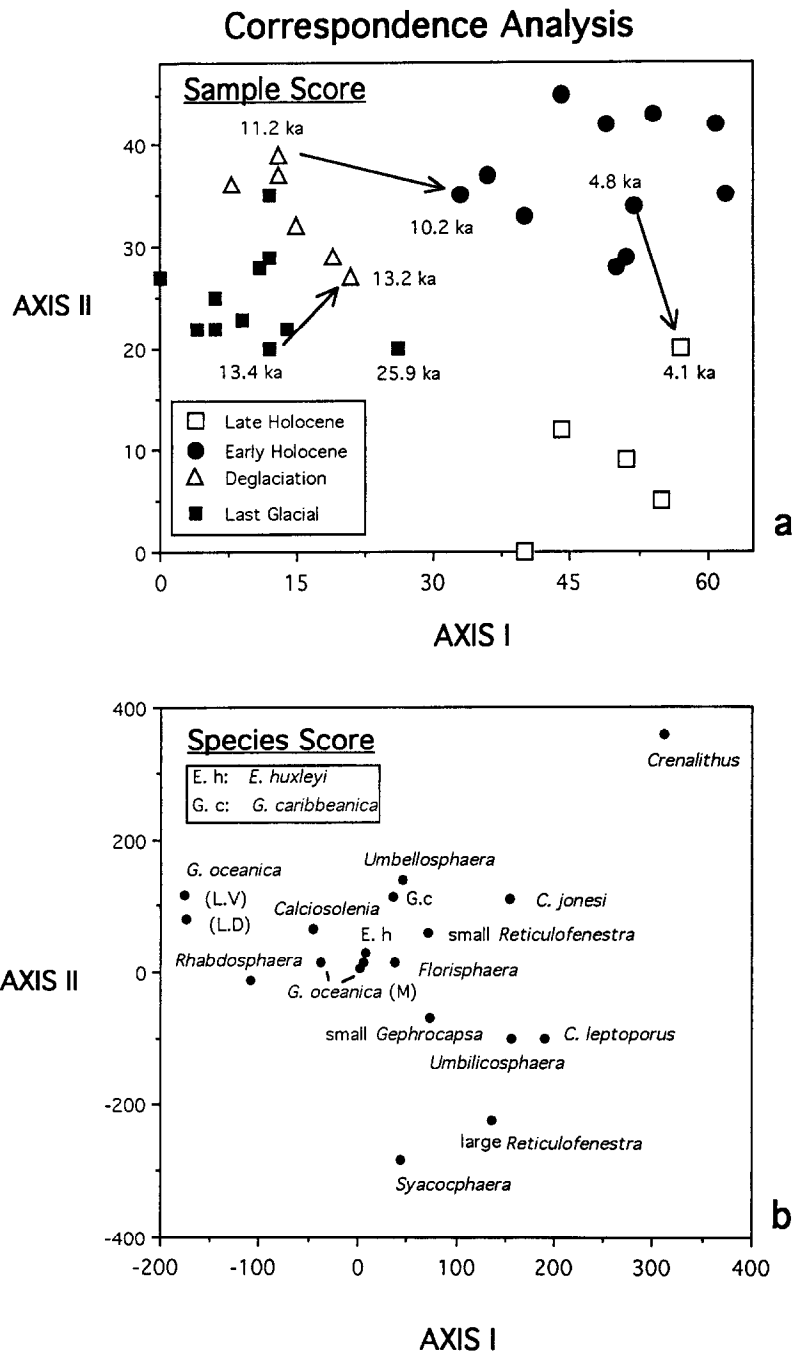 Correspondence Analysis
Sample Score
11.2 ka
40
4.8 ka
10.2 ka
30
13.2 ka
AXIS II
20
13.4 ka
25.9 ka
4.1 ka
Late Holocene
Early Holocene
Deglaciation
Last Glacial
10
a
0
0 15 30 45 60
AXIS I
400
Species Score
E. h: E. huxleyi
G. c: G. caribbeanica
Crenalithus
200
G. oceanica
Umbellosphaera
(L.V)
G.c
C. jonesi
Calciosolenia
(L.D)
E. h
small Reticulofenestra
Rhabdosphaera
Florisphaera
AXIS II
0
G. oceanica (M)
small Gephrocapsa
C. leptoporus
Umbilicosphaera
-200
large Reticulofenestra
Syacocphaera
b
-400
-200 -100 0 100 200 300 400
AXIS I